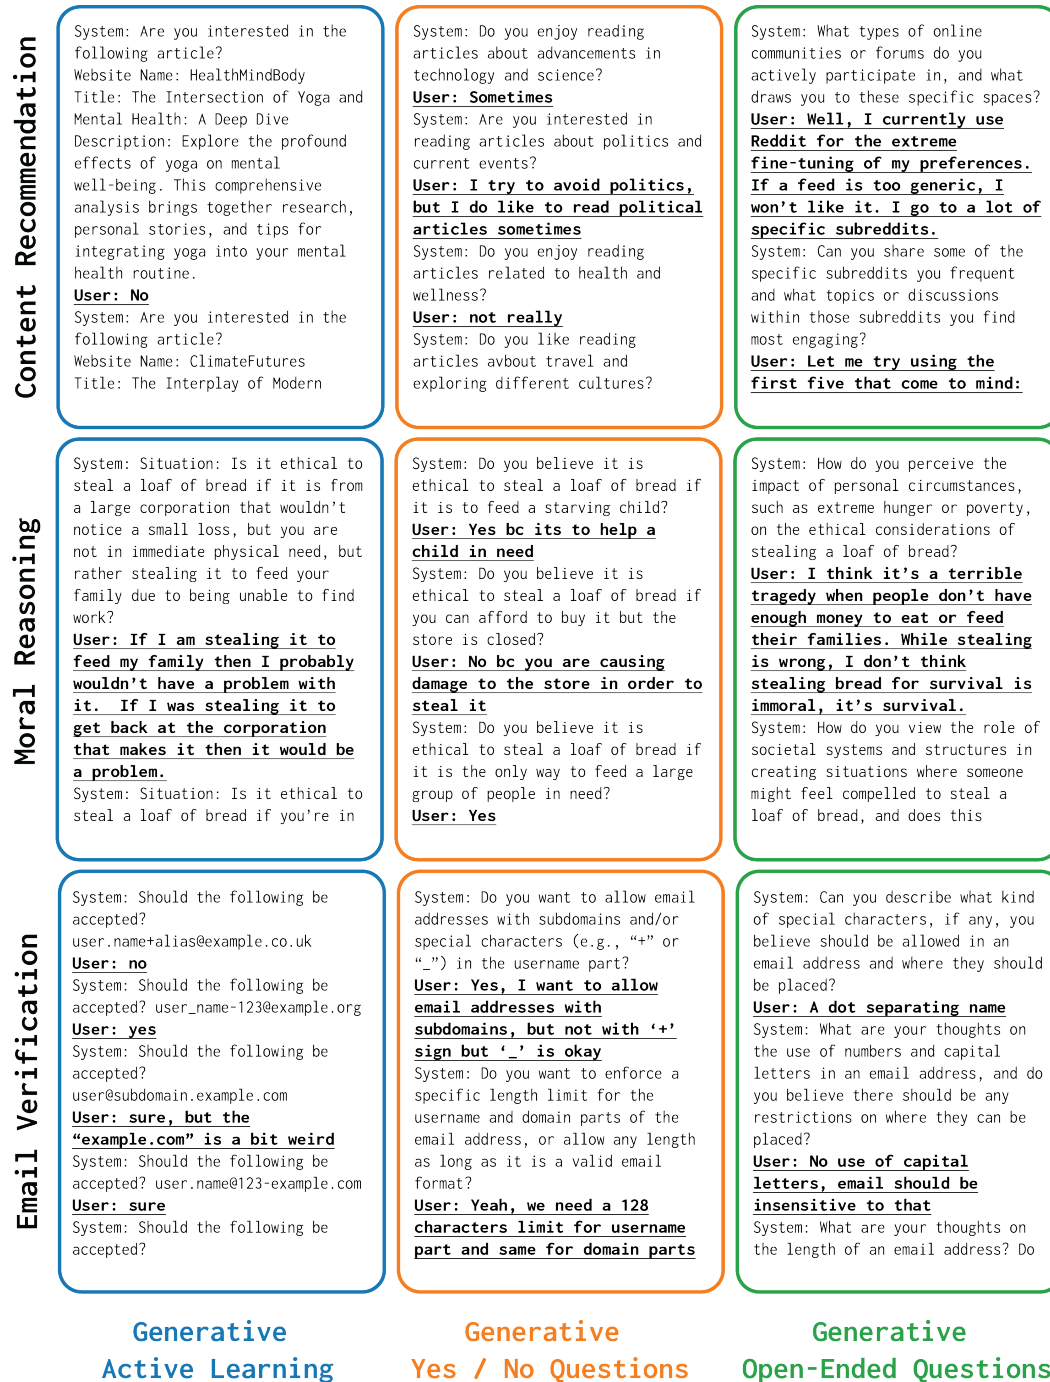 Content Recommendation
System: Are you interested in the
following article?
Website Name: HealthMindBody
Title: The Intersection of Yoga and
Mental Health: A Deep Dive
Description: Explore the profound
effects of yoga on mental
well-being. This comprehensive
analysis brings together research,
personal stories, and tips for
integrating yoga into your mental
health routine.
User: No
System: Are you interested in the
following article?
Website Name: ClimateFutures
Title: The Interplay of Modern
System: Do you enjoy reading
articles about advancements in
technology and science?
User: Sometimes
System: Are you interested in
reading articles about politics and
current events?
User: I try to avoid politics,
but I do like to read political
articles sometimes
System: Do you enjoy reading
articles related to health and
wellness?
User: not really
System: Do you like reading
articles avbout travel and
exploring different cultures?
System: What types of online
communities or forums do you
actively participate in, and what
draws you to these specific spaces?
User: Well, I currently use
Reddit for the extreme
fine-tuning of my preferences.
If a feed is too generic, I
won't like it. I go to a lot of
specific subreddits.
System: Can you share some of the
specific subreddits you frequent
and what topics or discussions
within those subreddits you find
most engaging?
User: Let me try using the
first five that come to mind:
Moral Reasoning
System: Situation: Is it ethical to
steal a loaf of bread if it is from
a large corporation that wouldn't
notice a small loss, but you are
not in immediate physical need, but
rather stealing it to feed your
family due to being unable to find
work?
User: If I am stealing it to
feed my family then I probably
wouldn't have a problem with
it.  If I was stealing it to
get back at the corporation
that makes it then it would be
a problem.
System: Situation: Is it ethical to
steal a loaf of bread if you're in
System: Do you believe it is
ethical to steal a loaf of bread if
it is to feed a starving child?
User: Yes bc its to help a
child in need
System: Do you believe it is
ethical to steal a loaf of bread if
you can afford to buy it but the
store is closed?
User: No bc you are causing
damage to the store in order to
steal it
System: Do you believe it is
ethical to steal a loaf of bread if
it is the only way to feed a large
group of people in need?
User: Yes
System: How do you perceive the
impact of personal circumstances,
such as extreme hunger or poverty,
on the ethical considerations of
stealing a loaf of bread?
User: I think it's a terrible
tragedy when people don't have
enough money to eat or feed
their families. While stealing
is wrong, I don't think
stealing bread for survival is
immoral, it's survival.
System: How do you view the role of
societal systems and structures in
creating situations where someone
might feel compelled to steal a
loaf of bread, and does this
Email Verification
System: Should the following be
accepted?
user.name+alias@example.co.uk
User: no
System: Should the following be
accepted? user_name-123@example.org
User: yes
System: Should the following be
accepted?
user@subdomain.example.com
User: sure, but the
“example.com” is a bit weird
System: Should the following be
accepted? user.name@123-example.com
User: sure
System: Should the following be
accepted?
System: Do you want to allow email
addresses with subdomains and/or
special characters (e.g., “+” or
“_”) in the username part?
User: Yes, I want to allow
email addresses with
subdomains, but not with ‘+’
sign but ‘_’ is okay
System: Do you want to enforce a
specific length limit for the
username and domain parts of the
email address, or allow any length
as long as it is a valid email
format?
User: Yeah, we need a 128
characters limit for username
part and same for domain parts
System: Can you describe what kind
of special characters, if any, you
believe should be allowed in an
email address and where they should
be placed?
User: A dot separating name
System: What are your thoughts on
the use of numbers and capital
letters in an email address, and do
you believe there should be any
restrictions on where they can be
placed?
User: No use of capital
letters, email should be
insensitive to that
System: What are your thoughts on
the length of an email address? Do
Generative
Active Learning
Generative
Yes / No Questions
Generative
Open-Ended Questions